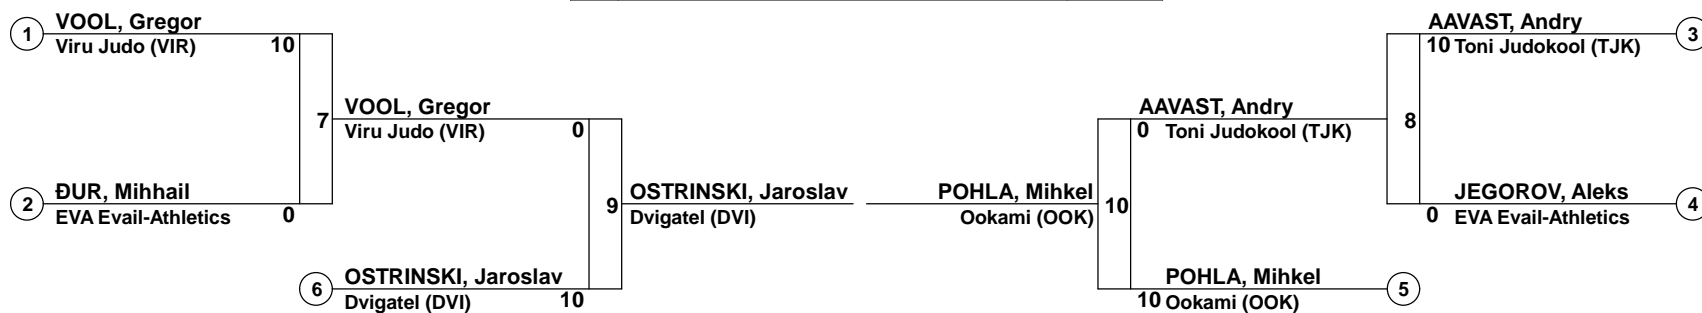 VOOL, Gregor
1
Viru Judo (VIR)
10
7
ĐUR, Mihhail
2
EVA Evail-Athletics
0
VOOL, Gregor
Viru Judo (VIR)
0
9
OSTRINSKI, Jaroslav
6
Dvigatel (DVI)
10
OSTRINSKI, Jaroslav
Dvigatel (DVI)
POHLA, Mihkel
Ookami (OOK)
10
AAVAST, Andry
0 Toni Judokool (TJK)
POHLA, Mihkel
5
10 Ookami (OOK)
8
AAVAST, Andry
3
10 Toni Judokool (TJK)
JEGOROV, Aleks
4
0 EVA Evail-Athletics